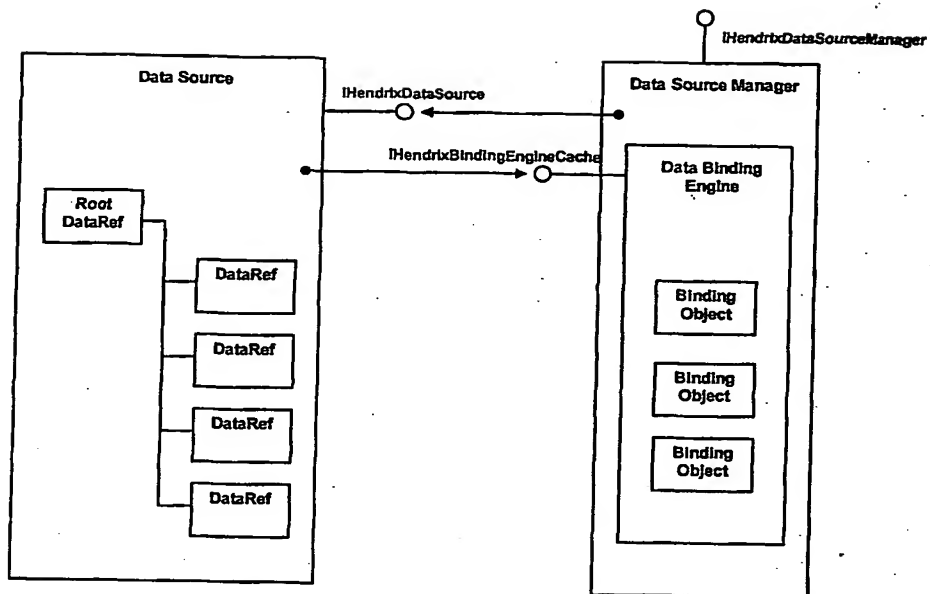 IHendrixDataSourceManager
Data Source
IHendrixDataSource
Data Source Manager
IHendrixBindingEngineCache
Data Binding
Engine
Root
DataRef
DataRef
DataRef
DataRef
DataRef
Binding
Object
Binding
Object
Binding
Object